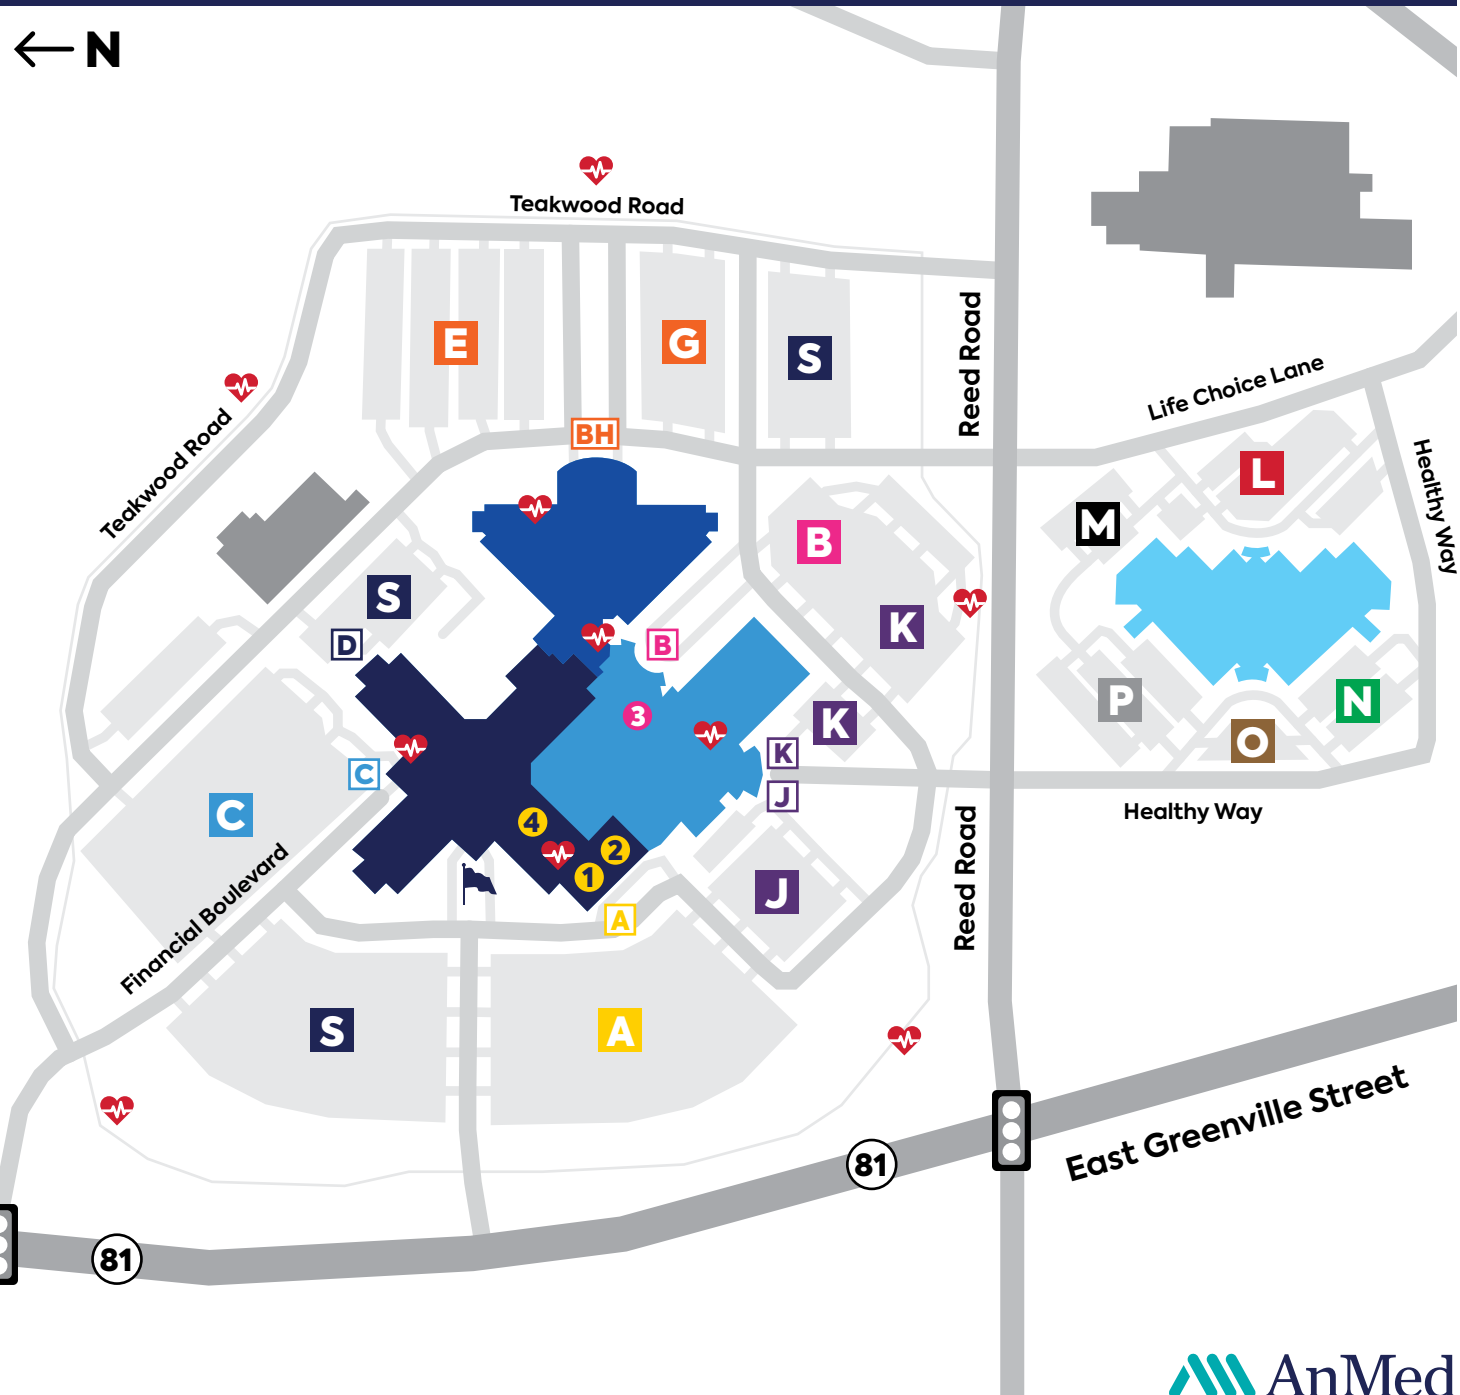 N
Teakwood Road
E
G
S
Reed Road
Life Choice Lane
Teakwood Road
BH
L
Healthy Way
M
B
S
K
D
B
3
P
N
K
O
K
C
J
C
Healthy Way
4
2
1
J
Reed Road
Financial Boulevard
A
S
A
East Greenville Street
81
81
AnMed